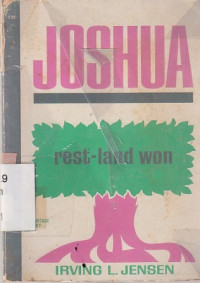 JOSHUA
rest-land won
IRVING L. JENSEN